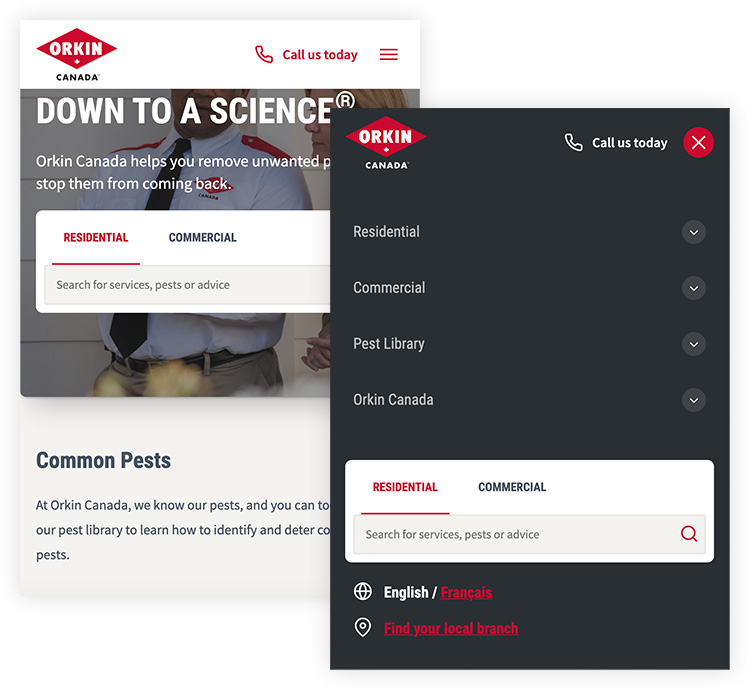 ORKIN
CANADA
Call us today
DOWN TO A SCIENCE®
Orkin Canada helps you remove unwanted p
stop them from coming back.
ORKIN
CANADA
RESIDENTIAL COMMERCIAL
Search for services, pests or advice
Common Pests
At Orkin Canada, we know our pests, and you can to
our pest library to learn how to identify and deter co
pests.
ORKIN
CANADA
Call us today
Residential
Commercial
Pest Library
Orkin Canada
RESIDENTIAL COMMERCIAL
Search for services, pests or advice
English / Français
Find your local branch